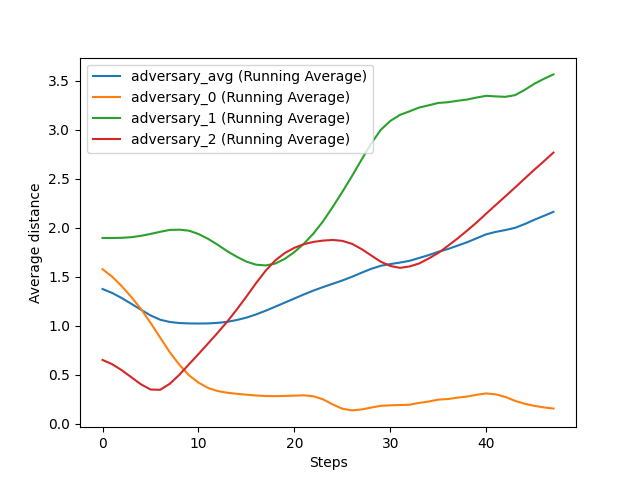 adversary_avg (Running Average)
adversary_0 (Running Average)
adversary_1 (Running Average)
adversary_2 (Running Average)
3.5
3.0
2.5
2.0
1.5
1.0
0.5
0.0
Average distance
0 10 20 30 40
Steps